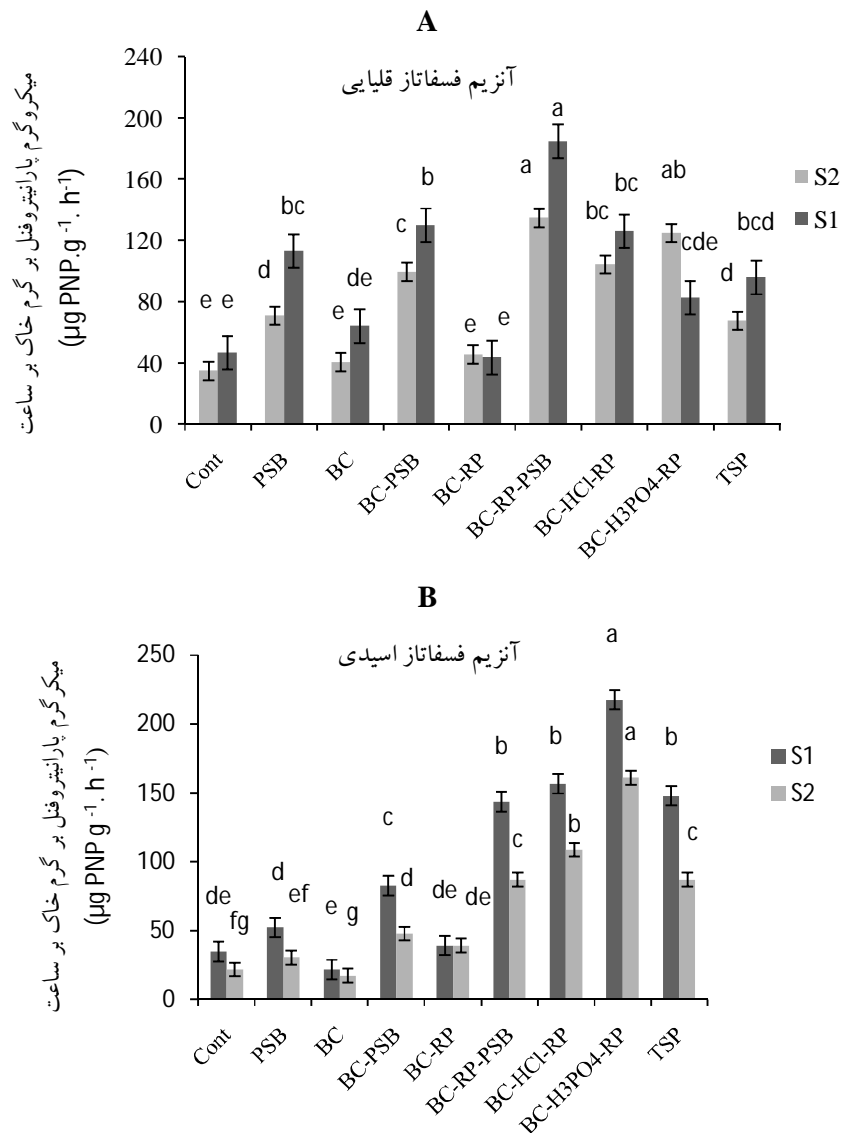 A
آنزیم فسفاتاز قلیایی
میکروگرم پارانیتروفنل بر گرم خاک بر ساعت
(µg PNP.g⁻¹. h⁻¹)
240
200
160
120
80
40
0
e e
d bc
e de
c b
e e
a a
bc bc
ab cde
d bcd
S2
S1
Cont
PSB
BC
BC-PSB
BC-RP
BC-RP-PSB
BC-HCl-RP
BC-H3PO4-RP
TSP
B
آنزیم فسفاتاز اسیدی
میکرگرم پارانیتروفنل بر گرم خاک بر ساعت
(µg PNP g⁻¹. h⁻¹)
250
200
150
100
50
0
de fg
d ef
e g
c d
de de
b c
b b
a a
b c
S1
S2
Cont
PSB
BC
BC-PSB
BC-RP
BC-RP-PSB
BC-HCl-RP
BC-H3PO4-RP
TSP